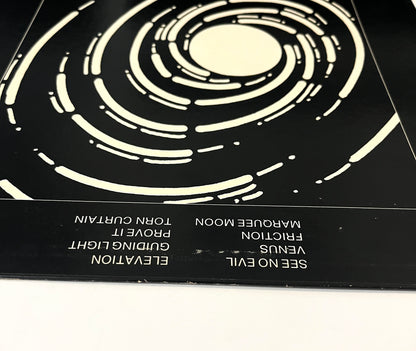 SEE NO EVIL
VENUS
FRICTION
MARQUEE MOON
ELEVATION
GUIDING LIGHT
PROVE IT
TORN CURTAIN